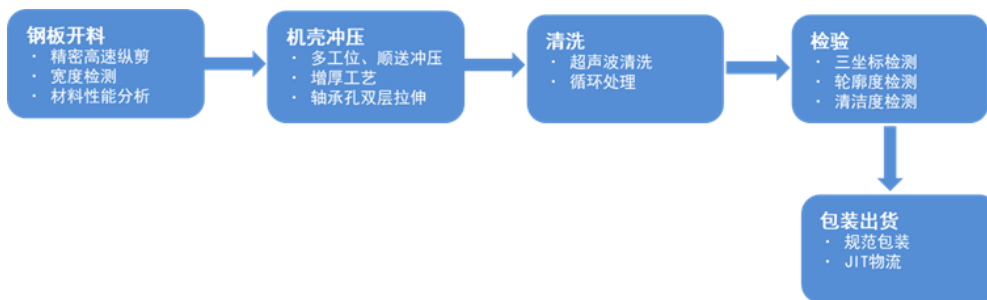 钢板开料
· 精密高速纵剪
· 宽度检测
· 材料性能分析
机壳冲压
· 多工位、顺送冲压
· 增厚工艺
· 轴承孔双层拉伸
清洗
· 超声波清洗
· 循环处理
检验
· 三坐标检测
· 轮廓度检测
· 清洁度检测
包装出货
· 规范包装
· JIT物流